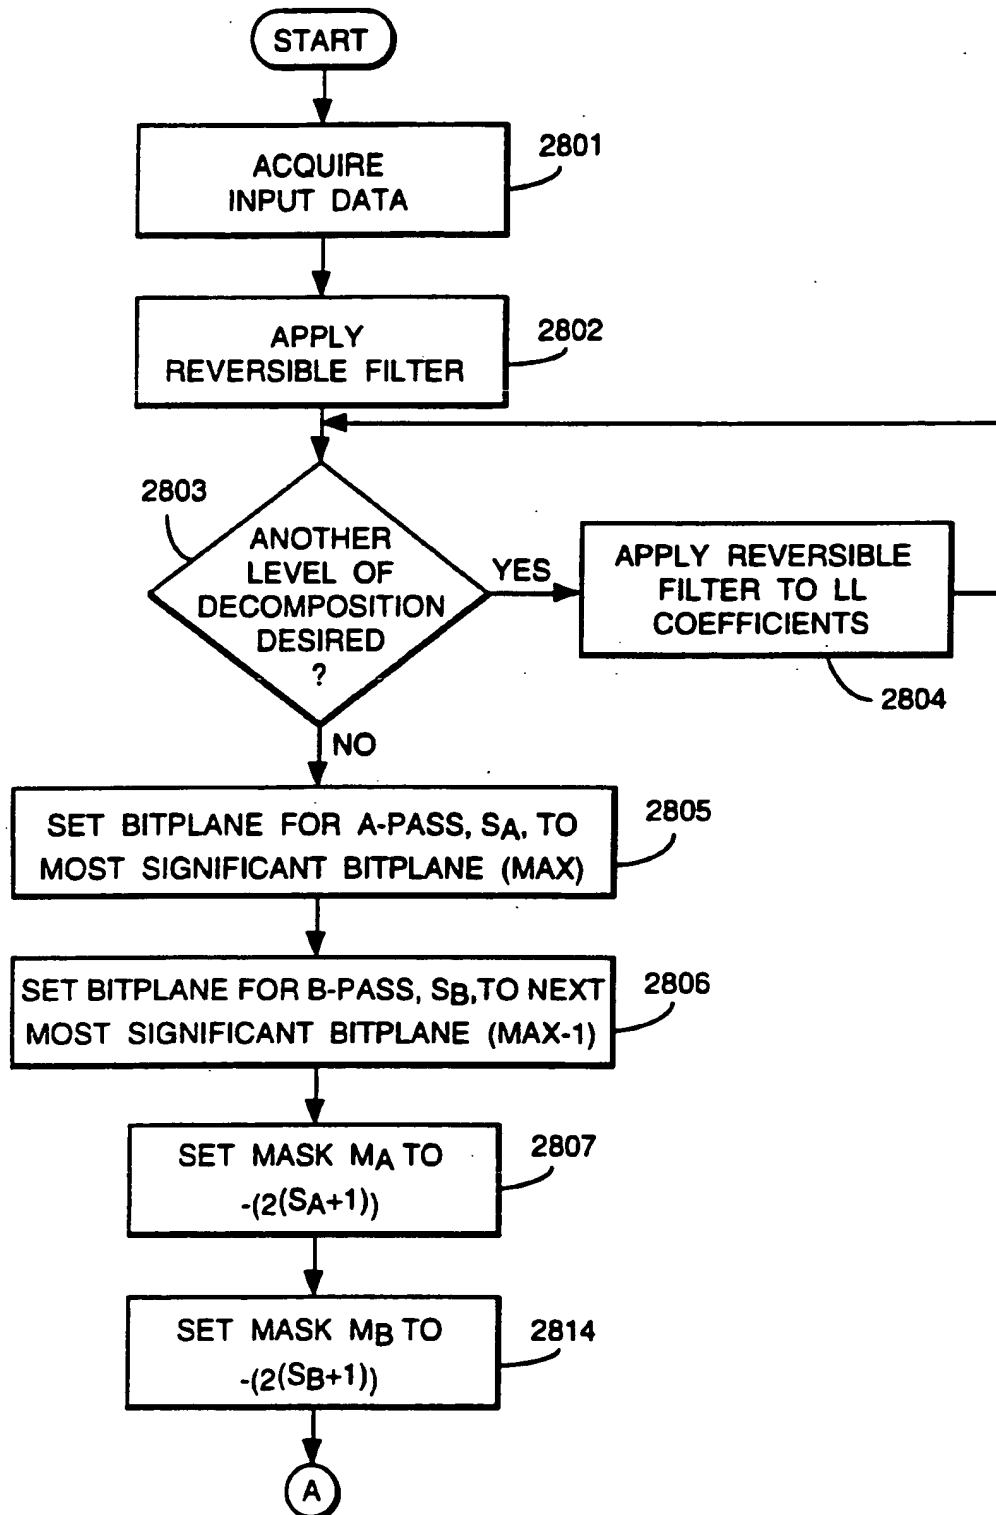 START
ACQUIRE
INPUT DATA
2801
APPLY
REVERSIBLE FILTER
2802
2803
ANOTHER
LEVEL OF
DECOMPOSITION
DESIRED
?
YES
APPLY REVERSIBLE
FILTER TO LL
COEFFICIENTS
2804
NO
SET BITPLANE FOR A-PASS, SA, TO
MOST SIGNIFICANT BITPLANE (MAX)
2805
SET BITPLANE FOR B-PASS, SB, TO NEXT
MOST SIGNIFICANT BITPLANE (MAX-1)
2806
SET MASK MA TO
-(2(SA+1))
2807
SET MASK MB TO
-(2(SB+1))
2814
A